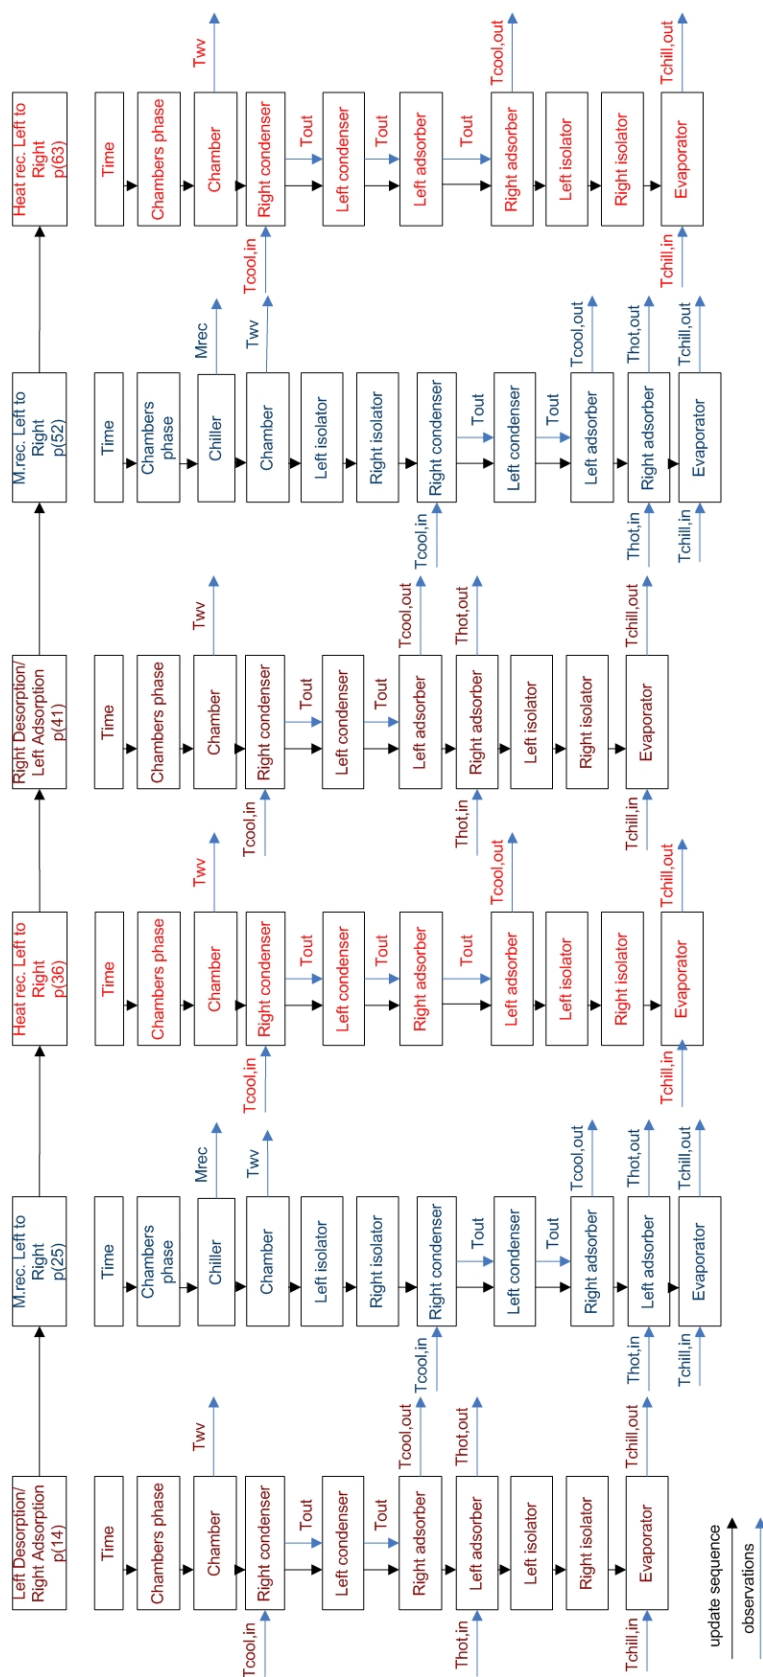 Left Desorption/
Right Adsorption
p(14)
M.rec. Left to
Right
p(25)
Heat rec. Left to
Right
p(36)
Right Desorption/
Left Adsorption
p(41)
M.rec. Left to
Right
p(52)
Heat rec. Left to
Right
p(63)
Time
Chambers phase
Chamber
Twv
Tcool,in
Right condenser
Tout
Left condenser
Tout
Right adsorber
Tcool,out
Thot,in
Left adsorber
Thot,out
Left isolator
Right isolator
Tchill,in
Evaporator
Tchill,out
Time
Chambers
phase
Chiller
Mrec
Chamber
Twv
Left isolator
Right isolator
Tcool,in
Right condenser
Tout
Left condenser
Tout
Right adsorber
Tcool,out
Thot,in
Left adsorber
Thot,out
Tchill,in
Evaporator
Tchill,out
Time
Chambers phase
Chamber
Twv
Tcool,in
Right condenser
Tout
Left condenser
Tout
Right adsorber
Tout
Left adsorber
Tcool,out
Left isolator
Right isolator
Tchill,in
Evaporator
Tchill,out
Time
Chambers phase
Chamber
Twv
Tcool,in
Right condenser
Tout
Left condenser
Tout
Left adsorber
Tcool,out
Thot,in
Right adsorber
Thot,out
Left isolator
Right isolator
Tchill,in
Evaporator
Tchill,out
Time
Chambers
phase
Chiller
Mrec
Chamber
Twv
Left isolator
Right isolator
Tcool,in
Right condenser
Tout
Left condenser
Tout
Left adsorber
Tcool,out
Thot,in
Right adsorber
Thot,out
Tchill,in
Evaporator
Tchill,out
Time
Chambers phase
Chamber
Twv
Tcool,in
Right condenser
Tout
Left condenser
Tout
Left adsorber
Tout
Right adsorber
Tcool,out
Left isolator
Right isolator
Tchill,in
Evaporator
Tchill,out
update sequence
observations